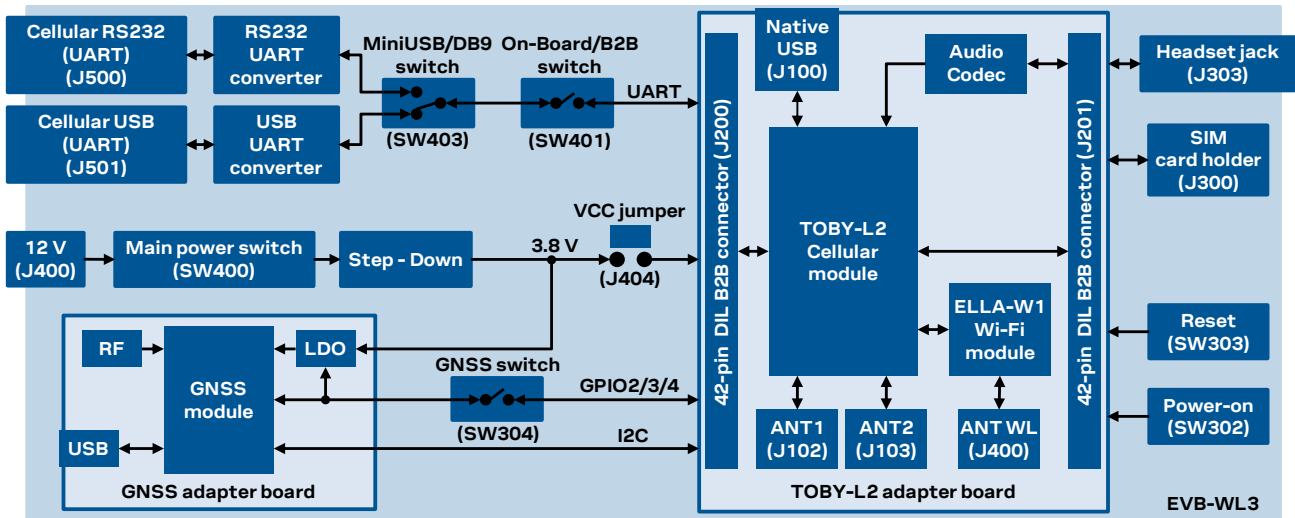 Cellular RS232
(UART)
(J500)
RS232
UART
converter
MiniUSB/DB9
switch
(SW403)
On-Board/B2B
switch
(SW401)
UART
Cellular USB
(UART)
(J501)
USB
UART
converter
12 V
(J400)
Main power switch
(SW400)
Step - Down
3.8 V
VCC jumper
(J404)
RF
GNSS
module
LDO
USB
GNSS adapter board
GNSS switch
(SW304)
GPIO2/3/4
I2C
42-pin DIL B2B connector (J200)
Native
USB
(J100)
Audio
Codec
TOBY-L2
Cellular
module
ELLA-W1
Wi-Fi
module
ANT1
(J102)
ANT2
(J103)
ANT WL
(J400)
TOBY-L2 adapter board
42-pin DIL B2B connector (J201)
Headset jack
(J303)
SIM
card holder
(J300)
Reset
(SW303)
Power-on
(SW302)
EVB-WL3